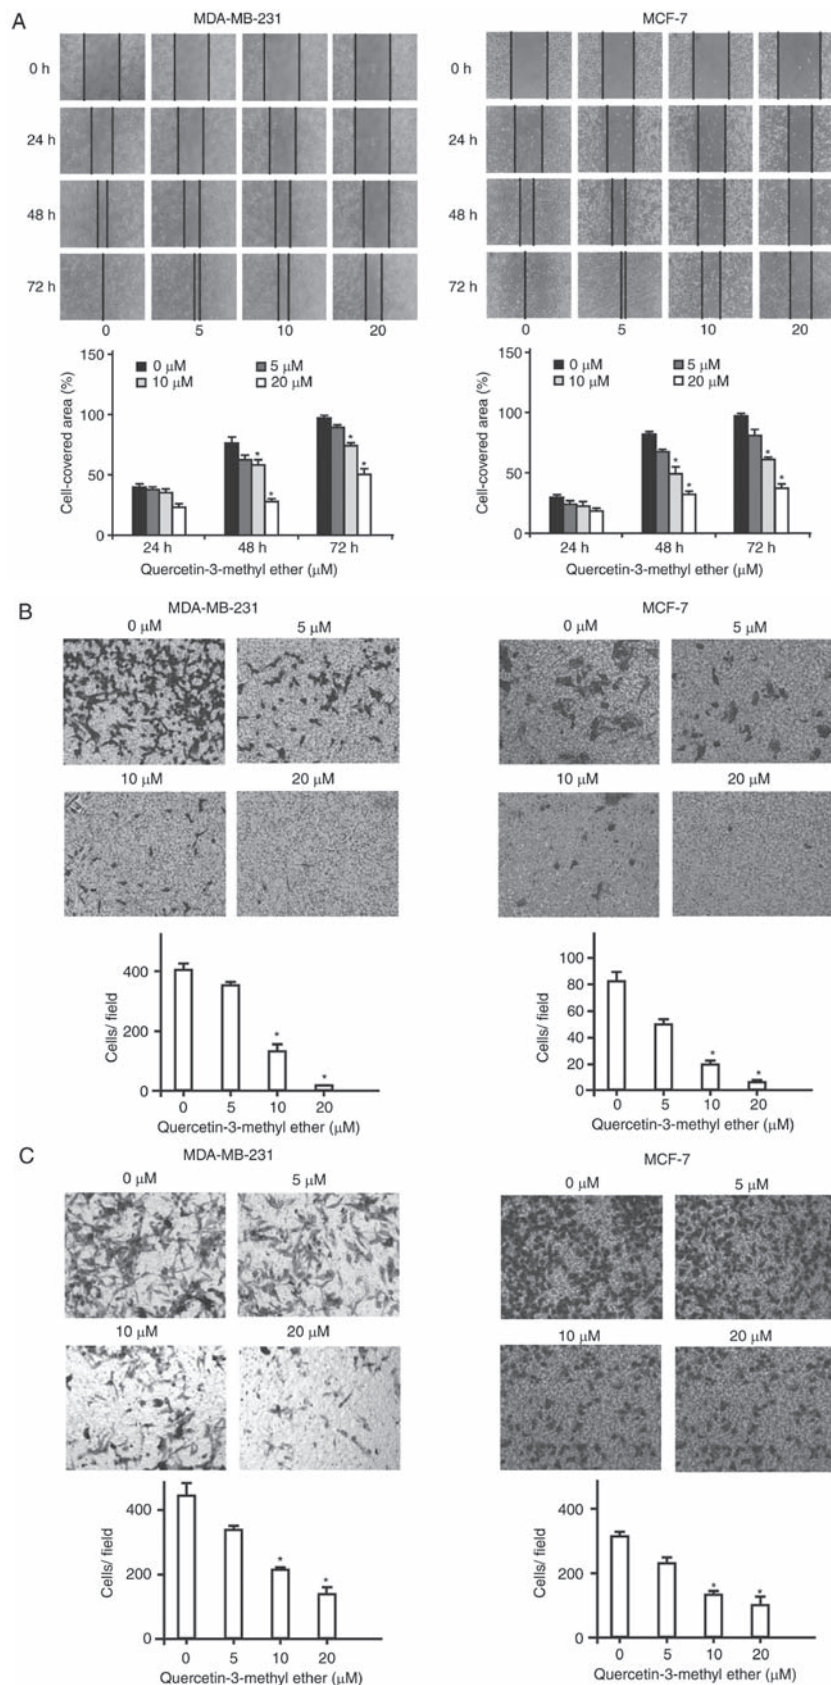 A
MDA-MB-231
MCF-7
0 h
0 h
24 h
24 h
48 h
48 h
72 h
72 h
0 5 10 20
0 5 10 20
150
100
50
0
Cell-covered area (%)
0 μM 5 μM
10 μM 20 μM
* * * *
24 h 48 h 72 h
Quercetin-3-methyl ether (μM)
150
100
50
0
Cell-covered area (%)
0 μM 5 μM
10 μM 20 μM
* * * *
24 h 48 h 72 h
Quercetin-3-methyl ether (μM)
B
MDA-MB-231
0 μM 5 μM
10 μM 20 μM
400
200
0
Cells/ field
* *
0 5 10 20
Quercetin-3-methyl ether (μM)
MCF-7
0 μM 5 μM
10 μM 20 μM
100
80
60
40
20
0
Cells/ field
* *
0 5 10 20
Quercetin-3-methyl ether (μM)
C
MDA-MB-231
0 μM 5 μM
10 μM 20 μM
400
200
0
Cells/ field
* *
0 5 10 20
Quercetin-3-methyl ether (μM)
MCF-7
0 μM 5 μM
10 μM 20 μM
400
200
0
Cells/ field
* *
0 5 10 20
Quercetin-3-methyl ether (μM)